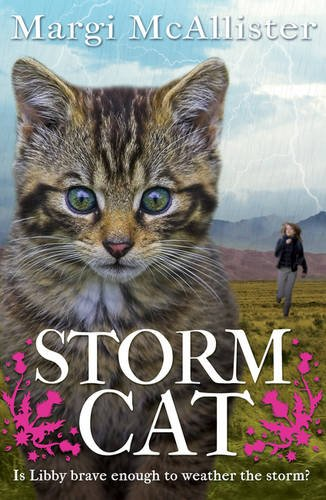 Margi McAllister
STORM
CAT
Is Libby brave enough to weather the storm?